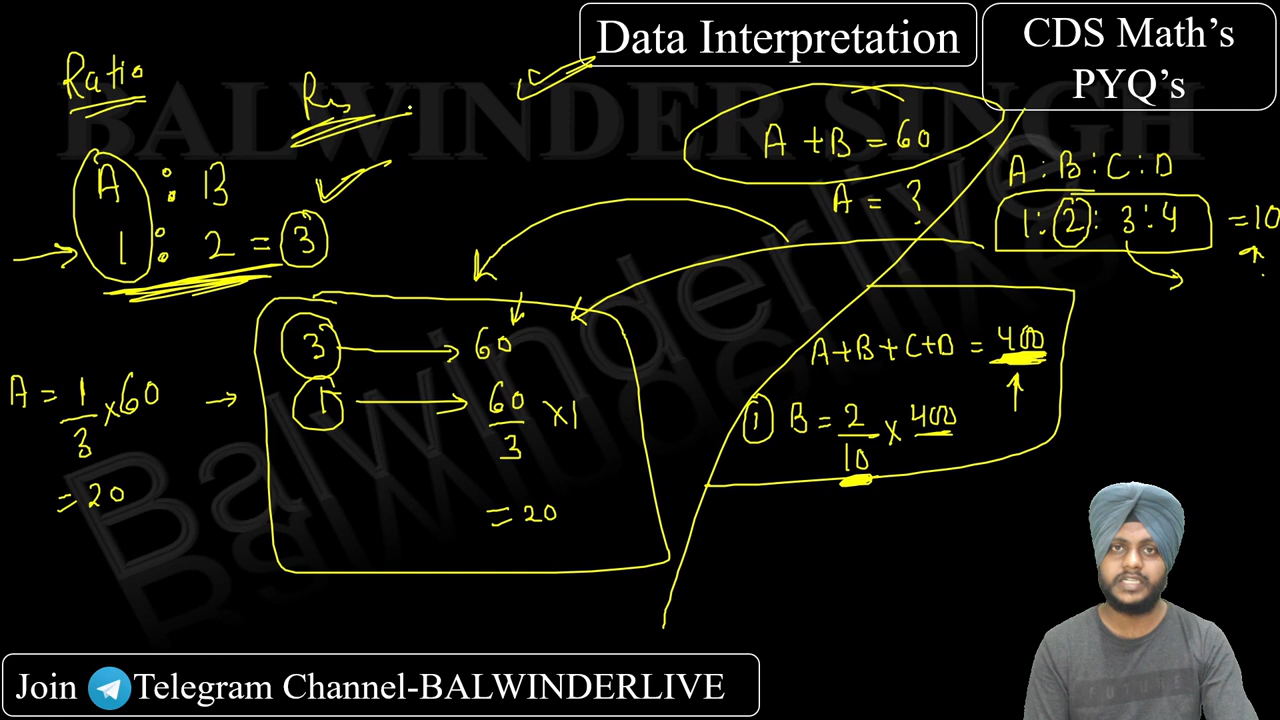 Data Interpretation
CDS Math's
PYQ's
BALWINDER SINGH
Balwinderlive
Ratio
A : B
1 : 2 = 3
A + B = 60
A = ?
A : B : C : D
1 : 2 : 3 : 4 = 10
3 → 60
1 → 60/3 × 1
= 20
A = 1/3 × 60 →
= 20
A + B + C + D = 400
i B = 2/10 × 400
Join Telegram Channel-BALWINDERLIVE